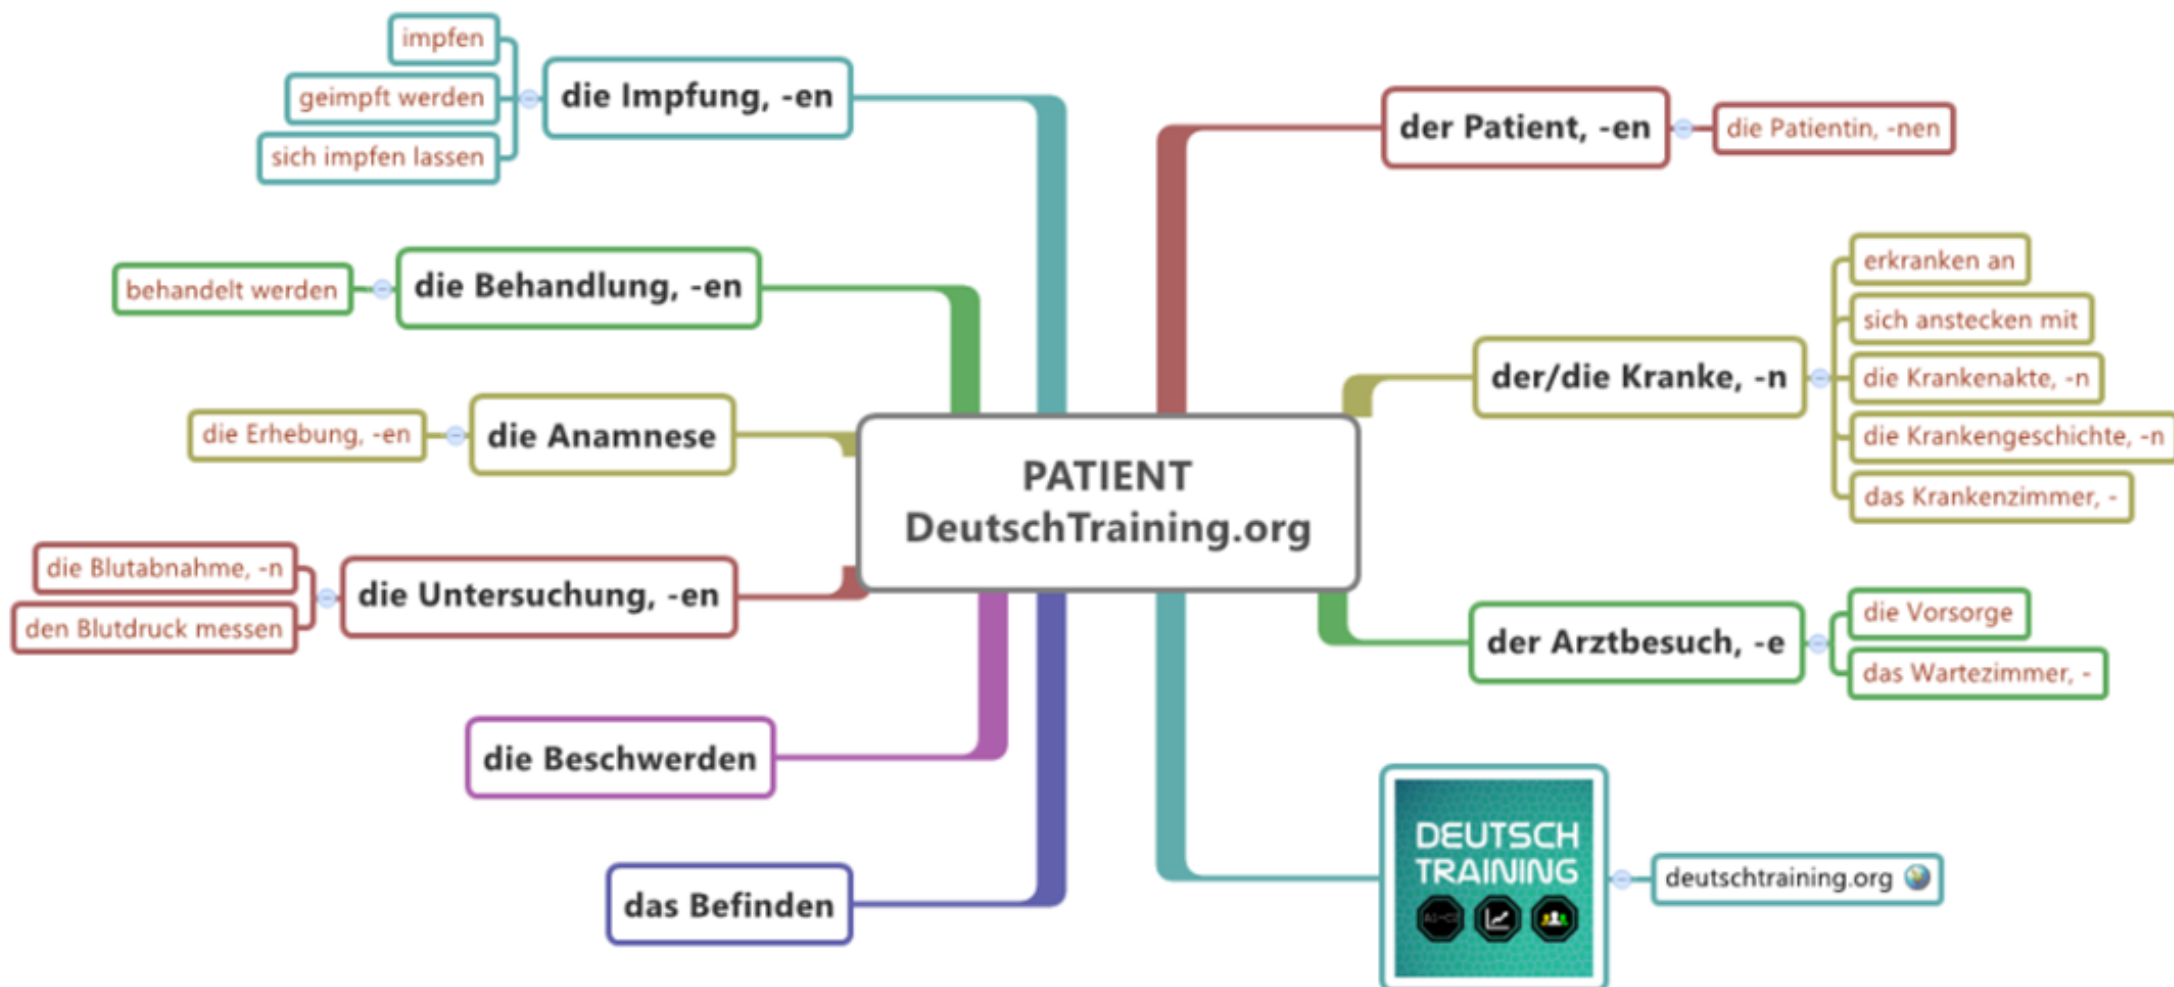 impfen
geimpft werden
sich impfen lassen
die Impfung, -en
behandelt werden
die Behandlung, -en
die Erhebung, -en
die Anamnese
die Blutabnahme, -n
den Blutdruck messen
die Untersuchung, -en
die Beschwerden
das Befinden
PATIENT
DeutschTraining.org
der Patient, -en
die Patientin, -nen
der/die Kranke, -n
erkranken an
sich anstecken mit
die Krankenakte, -n
die Krankengeschichte, -n
das Krankenzimmer, -
der Arztbesuch, -e
die Vorsorge
das Wartezimmer, -
DEUTSCH
TRAINING
A1-C2
deutschtraining.org